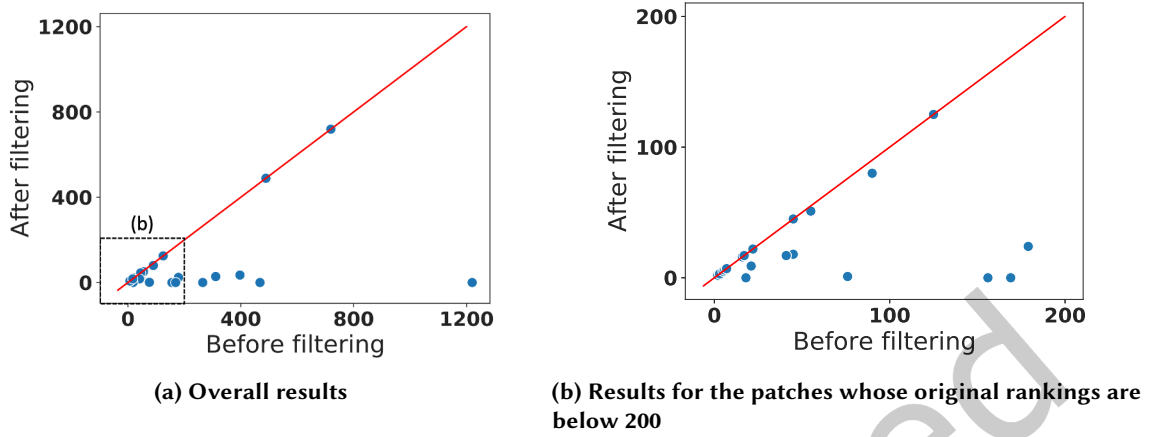 1200
800
400
0
After filtering
(b)
0
400
800
1200
Before filtering
(a) Overall results
200
100
0
After filtering
0
100
200
Before filtering
(b) Results for the patches whose original rankings are
below 200
ed